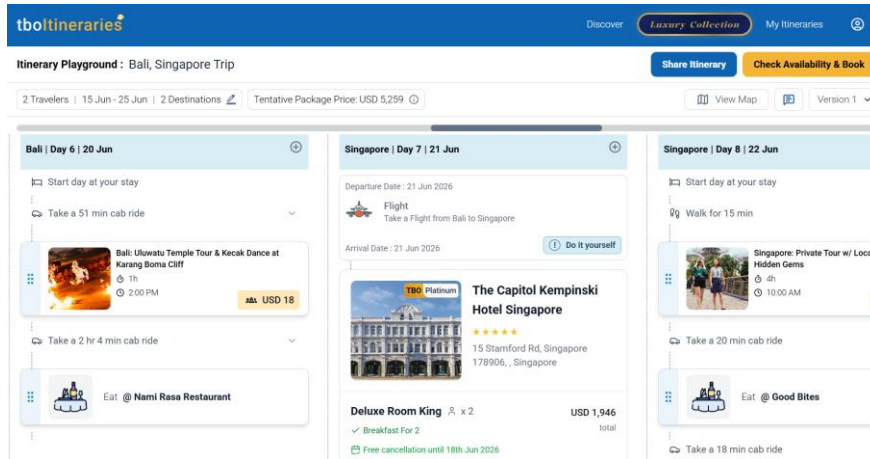 tboItineraries
Discover
Luxury Collection
My Itineraries
Itinerary Playground : Bali, Singapore Trip
Share Itinerary
Check Availability & Book
2 Travelers | 15 Jun - 25 Jun | 2 Destinations
Tentative Package Price: USD 5,259
View Map
Version 1
Bali | Day 6 | 20 Jun
Start day at your stay
Take a 51 min cab ride
Bali: Uluwatu Temple Tour & Kecak Dance at
Karang Boma Cliff
1h
2:00 PM
USD 18
Take a 2 hr 4 min cab ride
Eat @ Nami Rasa Restaurant
Singapore | Day 7 | 21 Jun
Departure Date : 21 Jun 2026
Flight
Take a Flight from Bali to Singapore
Arrival Date : 21 Jun 2026
Do it yourself
TBO Platinum
The Capitol Kempinski
Hotel Singapore
15 Stamford Rd, Singapore
178906, , Singapore
Deluxe Room King x 2
USD 1,946
total
Breakfast For 2
Free cancellation until 18th Jun 2026
Singapore | Day 8 | 22 Jun
Start day at your stay
Walk for 15 min
Singapore: Private Tour w/ Loca
Hidden Gems
4h
10:00 AM
Take a 20 min cab ride
Eat @ Good Bites
Take a 18 min cab ride